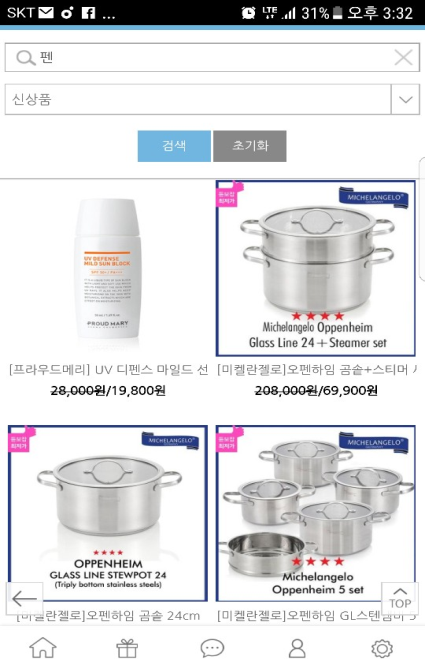 SKT ... LTE 31% 오후 3:32
펜
신상품
검색 초기화
UV DEFENSE
MILD SUN BLOCK
PROUD MARY
MICHELANGELO
Michelangelo Oppenheim
Glass Line 24+Steamer set
[프라우드메리] UV 디펜스 마일드 선
28,000원/19,800원
[미켈란젤로]오펜하임 곰솥+스티머
208,000원/69,900원
MICHELANGELO
OPPENHEIM
GLASS LINE STEWPOT 24
(Triply bottom stainless steels)
MICHELANGELO
Michelangelo
Oppenheim 5 set
TOP
[미켈란젤로]오펜하임 곰솥 24cm
[미켈란젤로]오펜하임